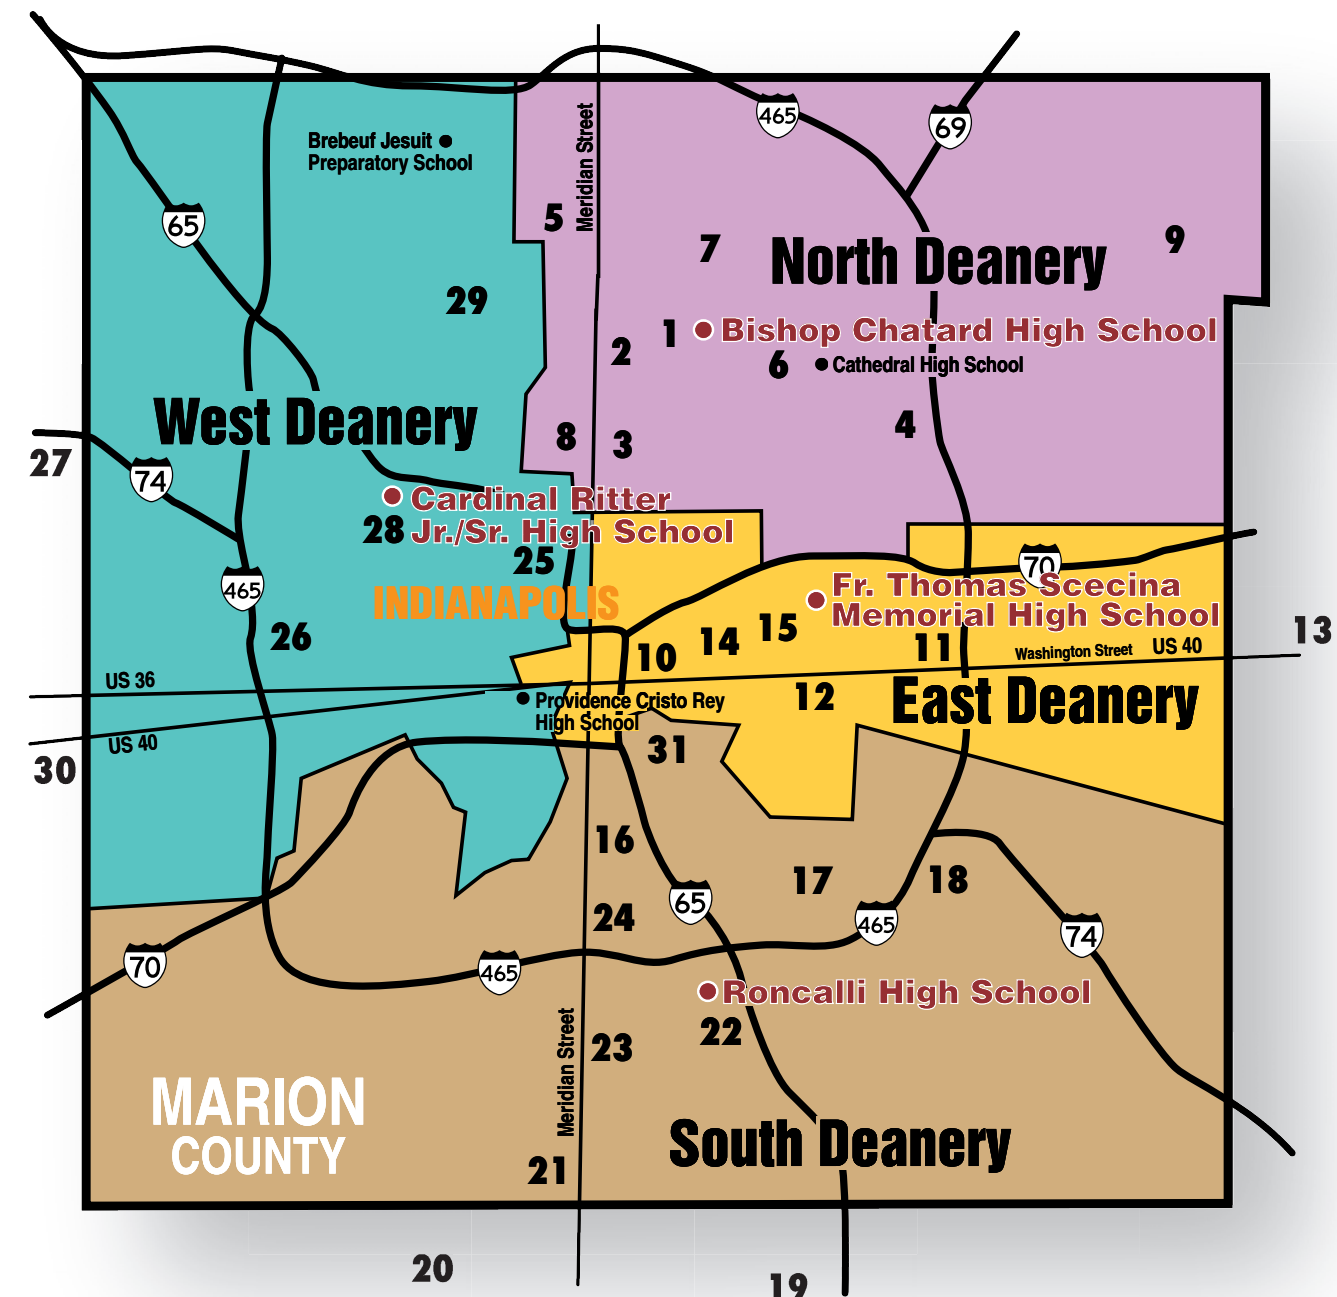 465
69
Brebeuf Jesuit
Preparatory School
Meridian Street
65
5
7
9
North Deanery
29
1
Bishop Chatard High School
2
6
Cathedral High School
West Deanery
8
3
4
27
74
Cardinal Ritter
28
Jr./Sr. High School
25
70
465
INDIANAPOLIS
Fr. Thomas Scecina
Memorial High School
26
10
14
15
11
Washington Street
US 40
13
US 36
12
East Deanery
Providence Cristo Rey
High School
US 40
30
31
16
17
18
65
24
465
74
70
465
Roncalli High School
22
23
Meridian Street
MARION
COUNTY
South Deanery
21
20
19